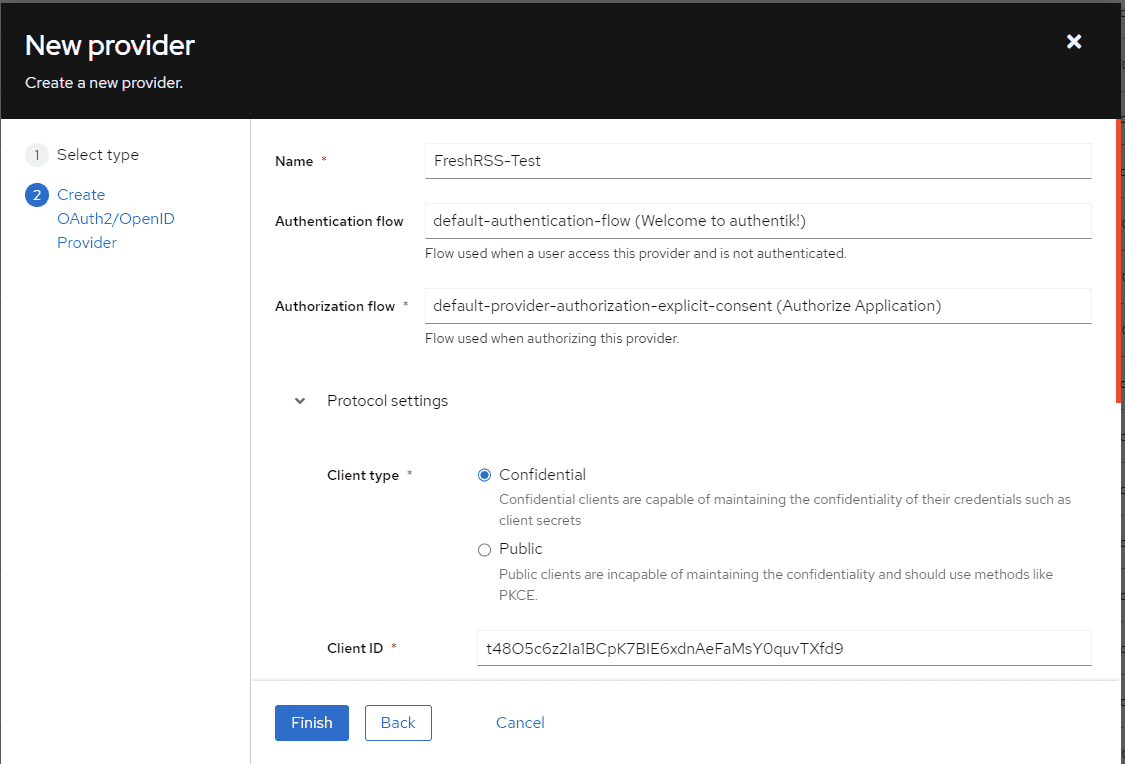 New provider
Create a new provider.
1 Select type
2 Create
OAuth2/OpenID
Provider
Name *
FreshRSS-Test
Authentication flow
default-authentication-flow (Welcome to authentik!)
Flow used when a user access this provider and is not authenticated.
Authorization flow *
default-provider-authorization-explicit-consent (Authorize Application)
Flow used when authorizing this provider.
Protocol settings
Client type *
Confidential
Confidential clients are capable of maintaining the confidentiality of their credentials such as
client secrets
Public
Public clients are incapable of maintaining the confidentiality and should use methods like
PKCE.
Client ID *
t48O5c6z2Ia1BCpK7BIE6xdnAeFaMsY0quvTXfd9
Finish
Back
Cancel